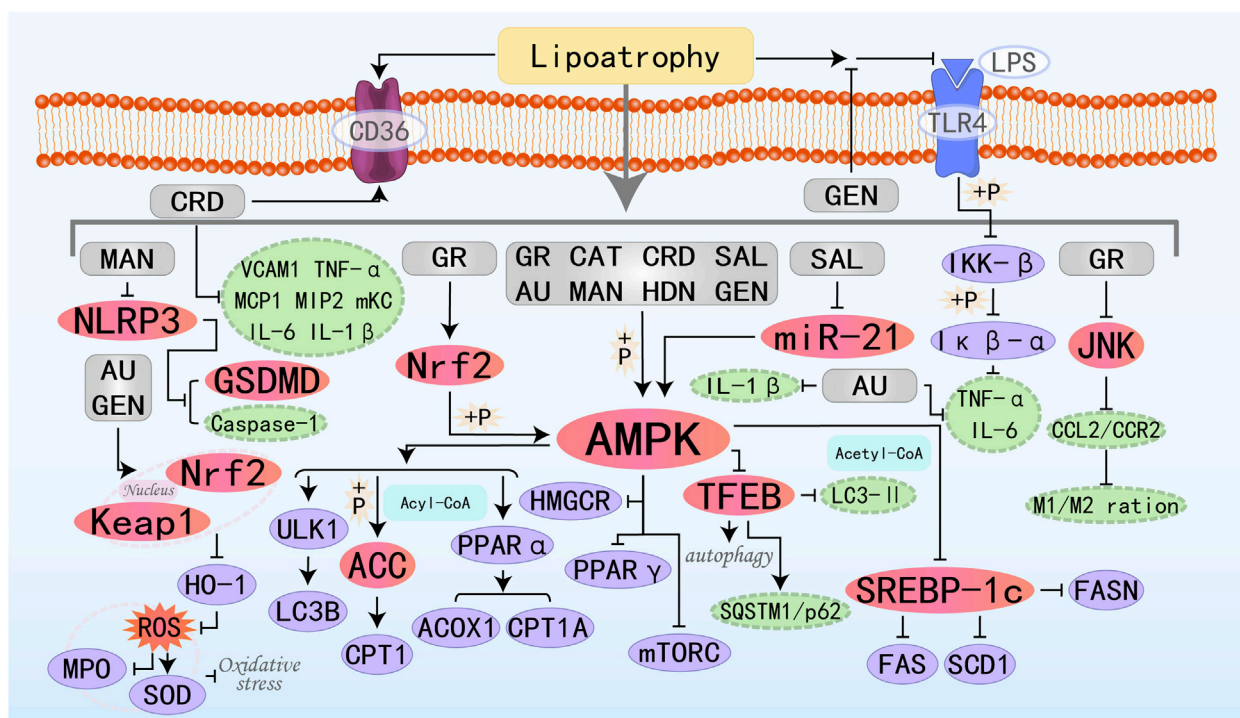 Lipoatrophy
LPS
CD36
TLR4
CRD
GEN
+P
MAN
VCAM1 TNF-α
MCP1 MIP2 mKC
IL-6 IL-1β
GR
GR CAT CRD SAL
AU MAN HDN GEN
SAL
IKK-β
GR
NLRP3
+P
+
P
miR-21
Iκβ-α
JNK
Nrf2
AU
GEN
GSDMD
Caspase-1
IL-1β
AU
TNF-α
IL-6
CCL2/CCR2
+P
AMPK
Acetyl-CoA
Nrf2
Nucleus
Keap1
+
P
Acyl-CoA
HMGCR
TFEB
LC3-Ⅱ
M1/M2 ration
ULK1
PPARα
autophagy
ACC
PPARγ
HO-1
SREBP-1c
FASN
LC3B
SQSTM1/p62
ROS
ACOX1
CPT1A
CPT1
mTORC
MPO
SOD
Oxidative
stress
FAS
SCD1